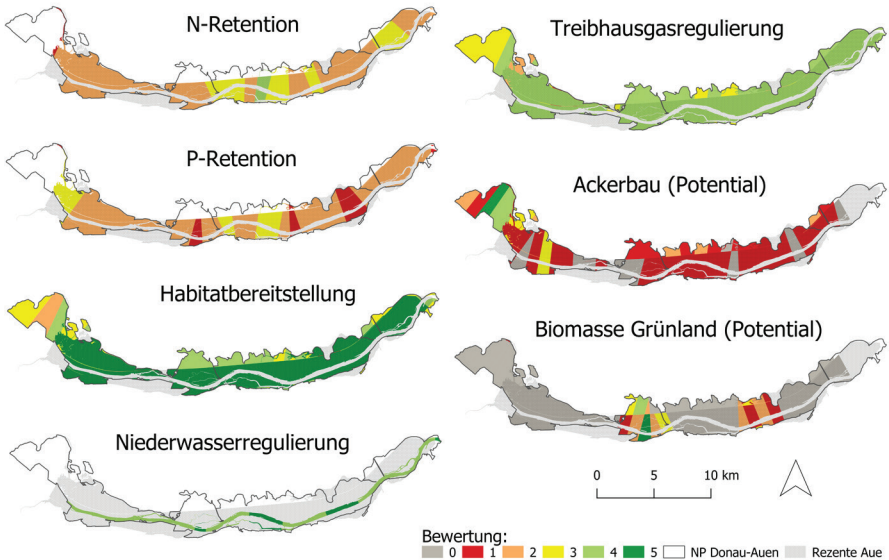 N-Retention
P-Retention
Habitatbereitstellung
Niederwasserregulierung
Treibhausgasregulierung
Ackerbau (Potential)
Biomasse Grünland (Potential)
0 5 10 km
Bewertung:
0 1 2 3 4 5 NP Donau-Auen Rezente Aue